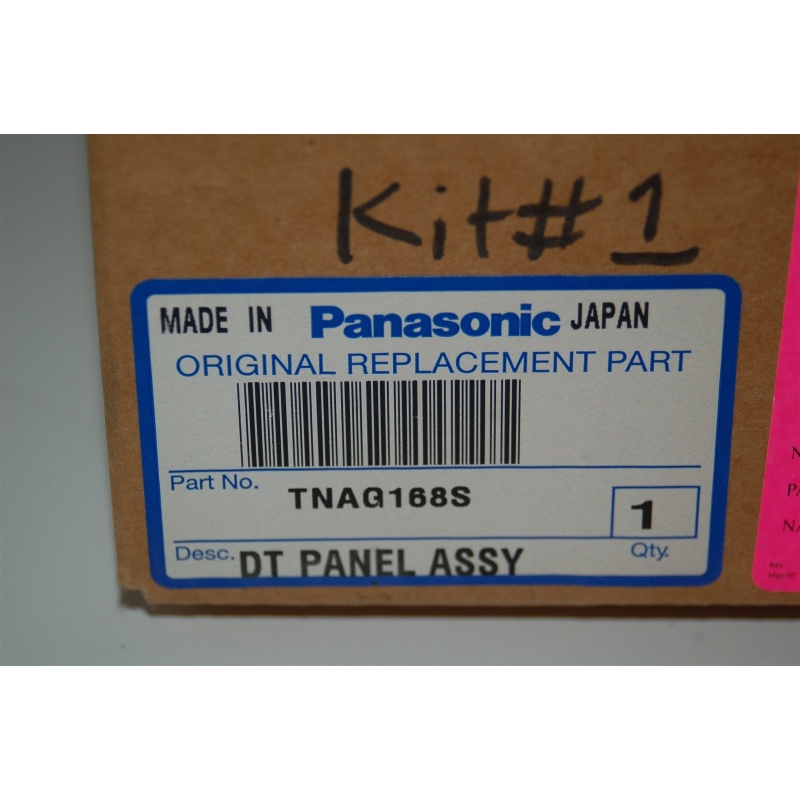 Kit#1
MADE IN Panasonic JAPAN
ORIGINAL REPLACEMENT PART
Part No. TNAG168S
1
Desc. DT PANEL ASSY Qty.